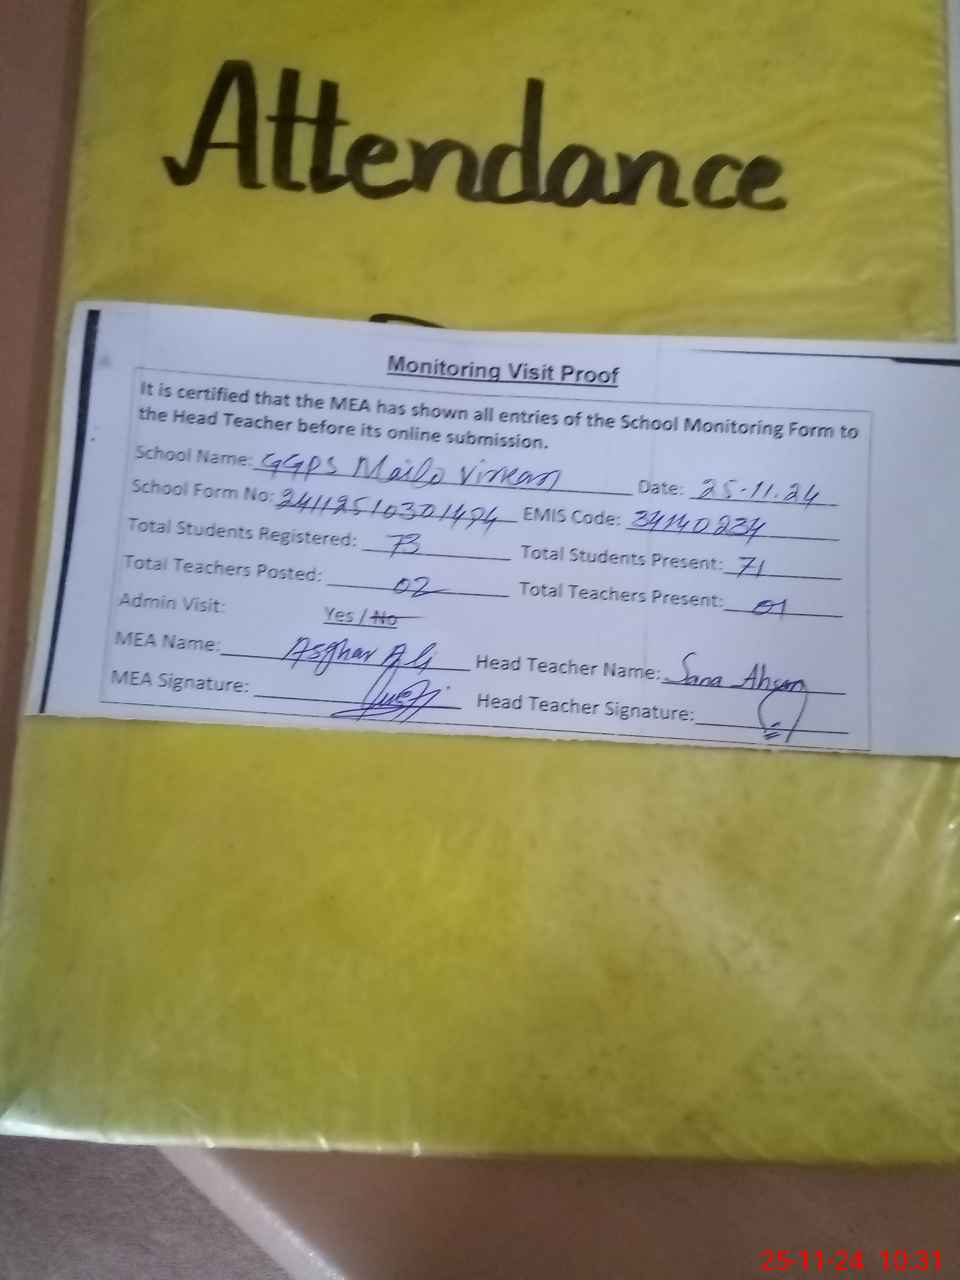 Attendance
Monitoring Visit Proof
It is certified that the MEA has shown all entries of the School Monitoring Form to
the Head Teacher before its online submission.
School Name: GGPS Mailo Virkan Date: 25-11.24
School Form No: 24112510301494 EMIS Code: 34140234
Total Students Registered: 73 Total Students Present: 71
Total Teachers Posted: 02 Total Teachers Present: 01
Admin Visit: Yes / No
MEA Name: Asghar Ali Head Teacher Name: Sana Ahsan
MEA Signature: Head Teacher Signature:
25-11-24 10:31